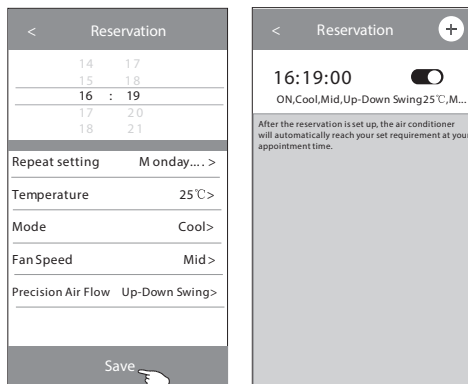 < Reservation
14 17
15 18
16 : 19
17 20
18 21
Repeat setting Monday.... >
Temperature 25℃>
Mode Cool>
Fan Speed Mid>
Precision Air Flow Up-Down Swing>
Save
< Reservation +
16:19:00
ON,Cool,Mid,Up-Down Swing25℃,M...
After the reservation is set up, the air conditioner
will automatically reach your set requirement at your
appointment time.